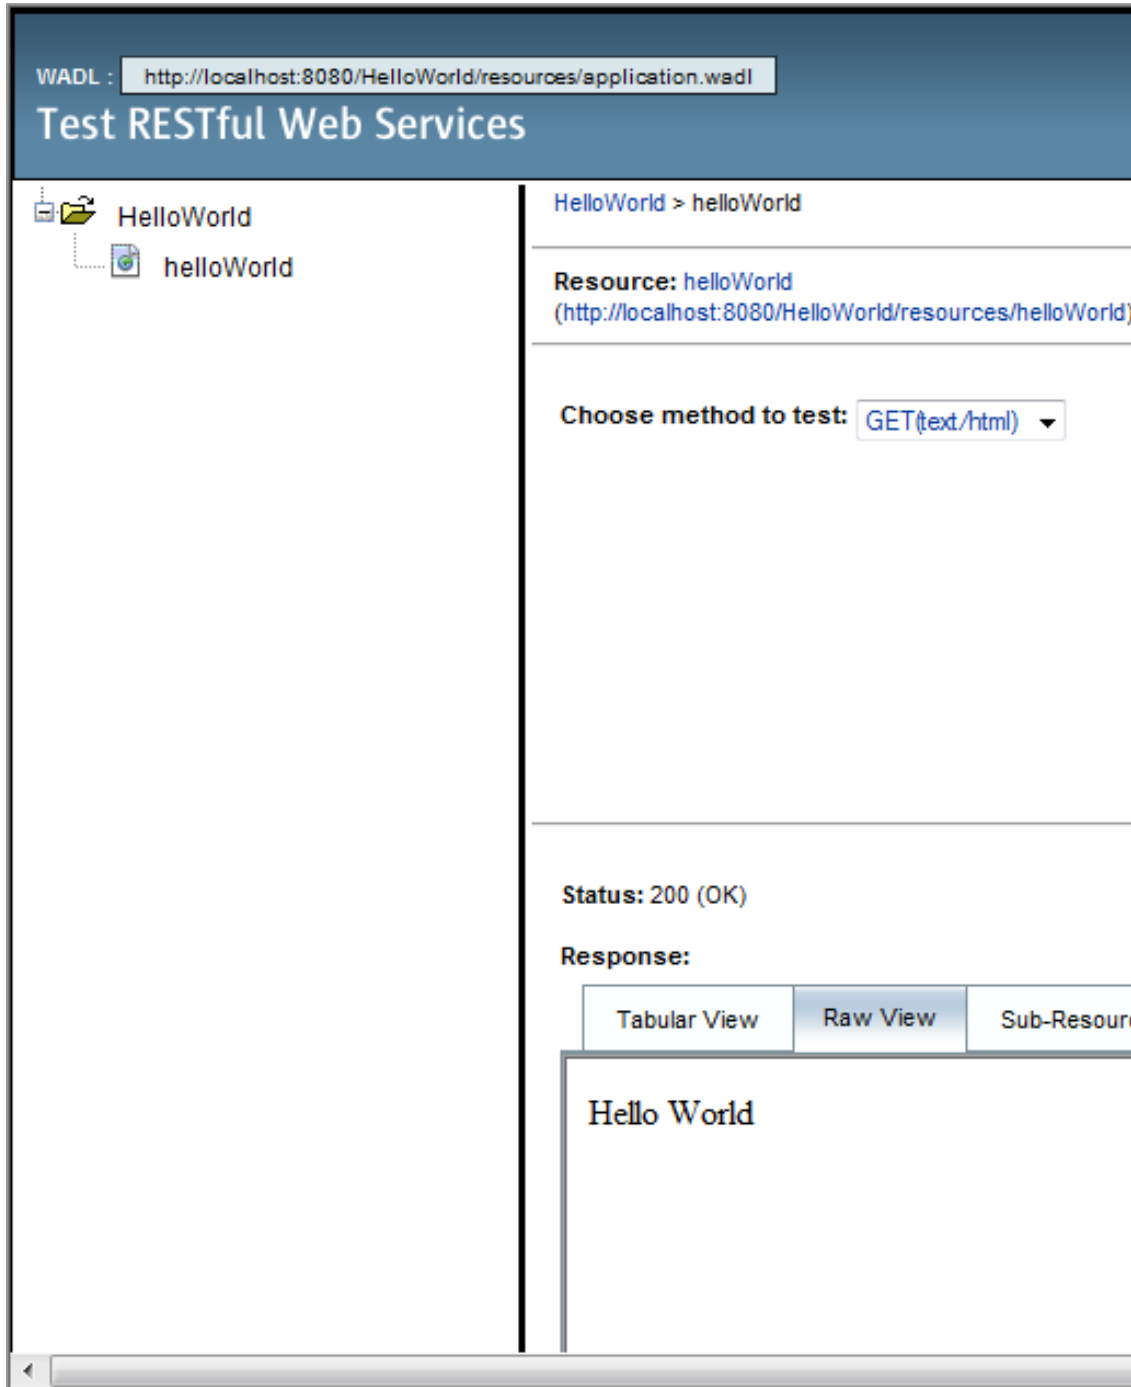 WADL : http://localhost:8080/HelloWorld/resources/application.wadl
Test RESTful Web Services
HelloWorld
helloWorld
HelloWorld > helloWorld
Resource: helloWorld
(http://localhost:8080/HelloWorld/resources/helloWorld)
Choose method to test: GET(text/html)
Status: 200 (OK)
Response:
Tabular View Raw View Sub-Resour
Hello World